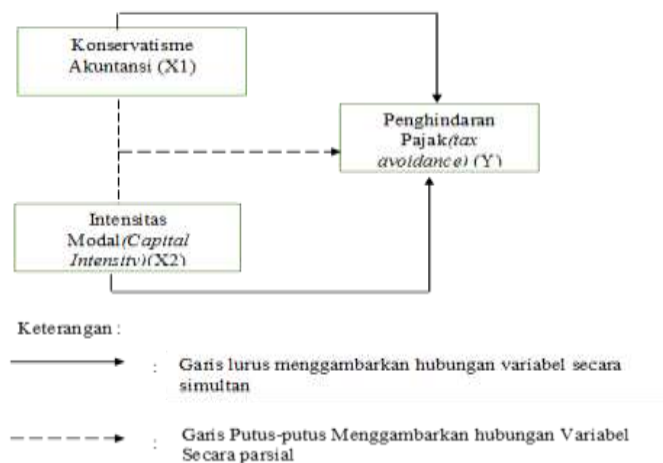 Konservatisme
Akuntansi (X1)
Penghindaran
Pajak(tax
avoidance) (Y)
Intensitas
Modal(Capital
Intensity)(X2)
Keterangan :
: Garis lurus menggambarkan hubungan variabel secara
simultan
: Garis Putus-putus Menggambarkan hubungan Variabel
Secara parsial